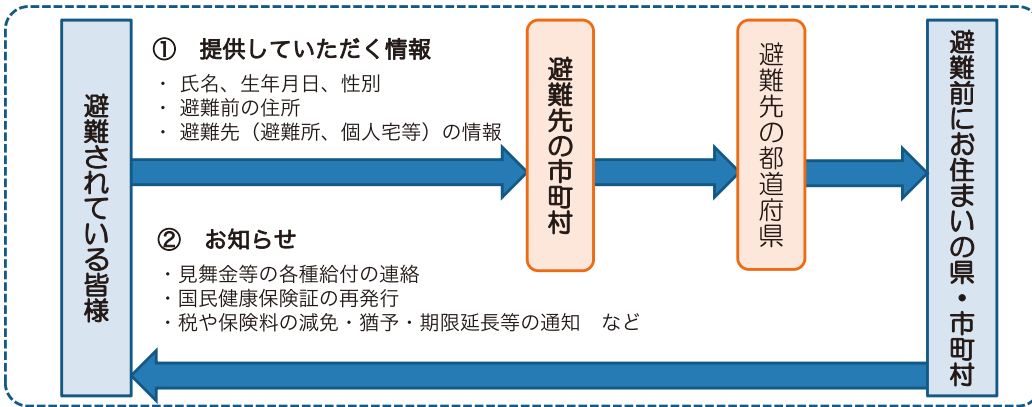 避難されている皆様
① 提供していただく情報
・ 氏名、生年月日、性別
・ 避難前の住所
・ 避難先（避難所、個人宅等）の情報
避難先の市町村
避難先の都道府県
避難前にお住まいの県・市町村
② お知らせ
・見舞金等の各種給付の連絡
・国民健康保険証の再発行
・税や保険料の減免・猶予・期限延長等の通知　など